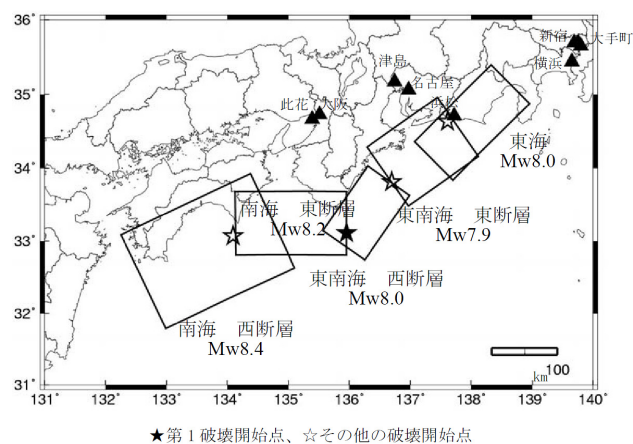 36°
新宿
大手町
横浜
津島
名古屋
35°
此花
大阪
東海
Mw8.0
34°
南海 東断層
Mw8.2
東南海 東断層
Mw7.9
33°
東南海 西断層
Mw8.0
32°
南海 西断層
Mw8.4
100
km
31°
131° 132° 133° 134° 135° 136° 137° 138° 139° 140°
★第1破壊開始点、☆その他の破壊開始点